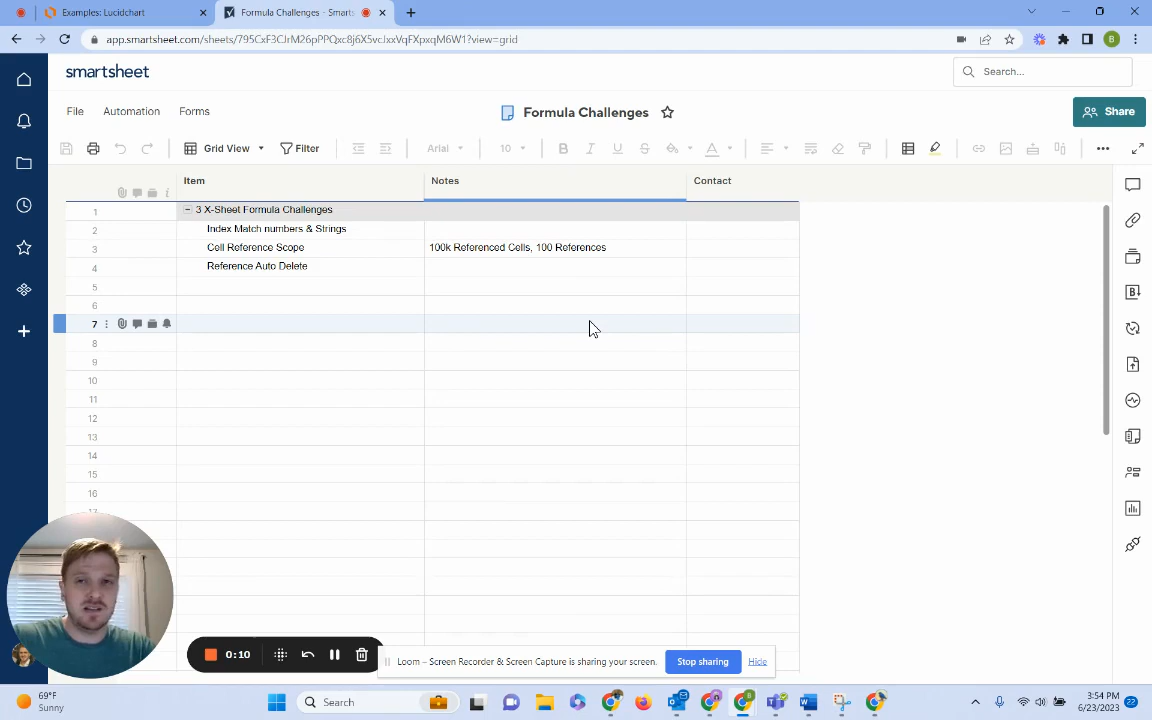 Examples: Lucidchart
Formula Challenges - Smarts
app.smartsheet.com/sheets/795CxF3CJrM26pPPQxc8j6X5vcJxxVqFXpxqM6W1?view=grid
B
smartsheet
Search...
File
Automation
Forms
Formula Challenges
Share
Grid View
Filter
Arial
10
B
I
U
S
A
Item
Notes
Contact
1
3 X-Sheet Formula Challenges
2
Index Match numbers & Strings
3
Cell Reference Scope
100k Referenced Cells, 100 References
4
Reference Auto Delete
5
6
7
8
9
10
11
12
13
14
15
16
17
0:10
Loom – Screen Recorder & Screen Capture is sharing your screen.
Stop sharing
Hide
69°F
Sunny
Search
3:54 PM
6/23/2023
22